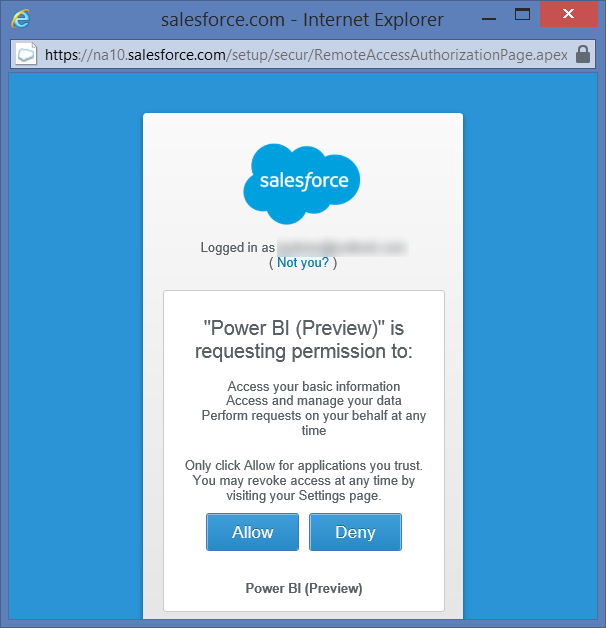 salesforce.com - Internet Explorer
https://na10.salesforce.com/setup/secur/RemoteAccessAuthorizationPage.apex
salesforce
Logged in as
( Not you? )
"Power BI (Preview)" is
requesting permission to:
Access your basic information
Access and manage your data
Perform requests on your behalf at any
time
Only click Allow for applications you trust.
You may revoke access at any time by
visiting your Settings page.
Allow Deny
Power BI (Preview)